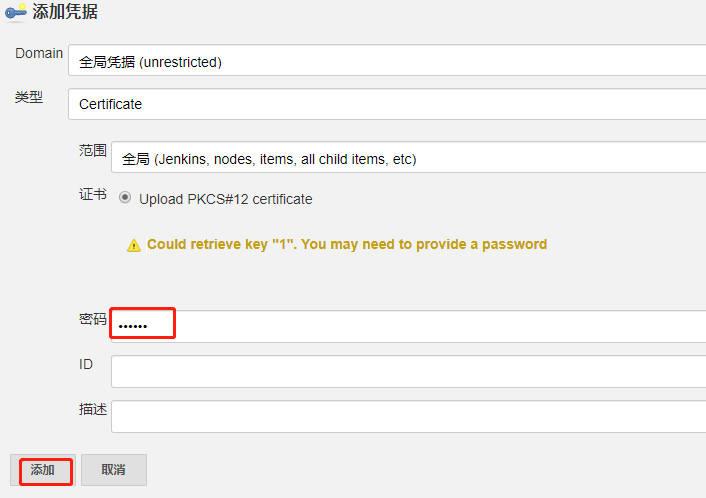 添加凭据
Domain
全局凭据 (unrestricted)
类型
Certificate
范围
全局 (Jenkins, nodes, items, all child items, etc)
证书
Upload PKCS#12 certificate
Could retrieve key "1". You may need to provide a password
密码
••••••
ID
描述
添加
取消